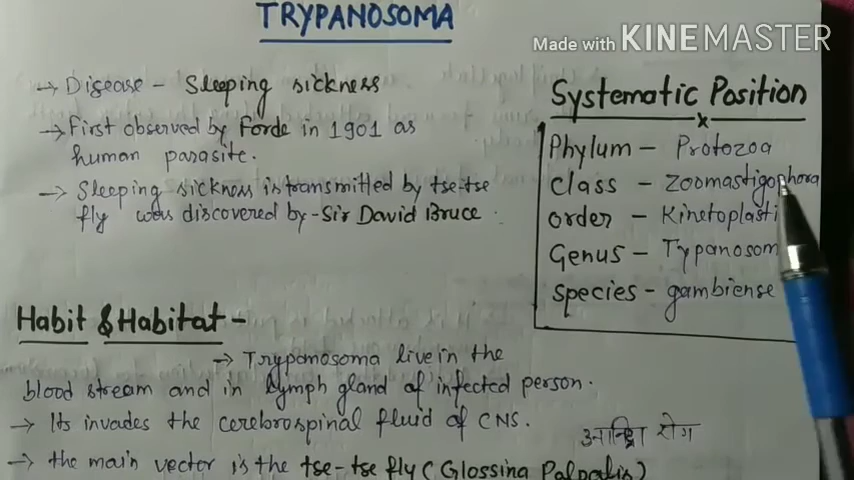 TRYPANOSOMA
Made with KINEMASTER
→ Disease - Sleeping sickness
→ First observed by Forde in 1901 as
human parasite.
→ Sleeping sickness is transmitted by tse-tse
fly was discovered by - Sir David Bruce.
Systematic Position
x
Phylum - Protozoa
Class - Zoomastigophora
order - Kinetoplasti
Genus - Typanosom
species - gambiense
Habit & Habitat -
→ Trypanosoma live in the
blood stream and in lymph gland of infected person.
→ Its invades the cerebrospinal fluid of CNS.
रोग
→ the main vector is the tse-tse fly (Glossina Palpalis)